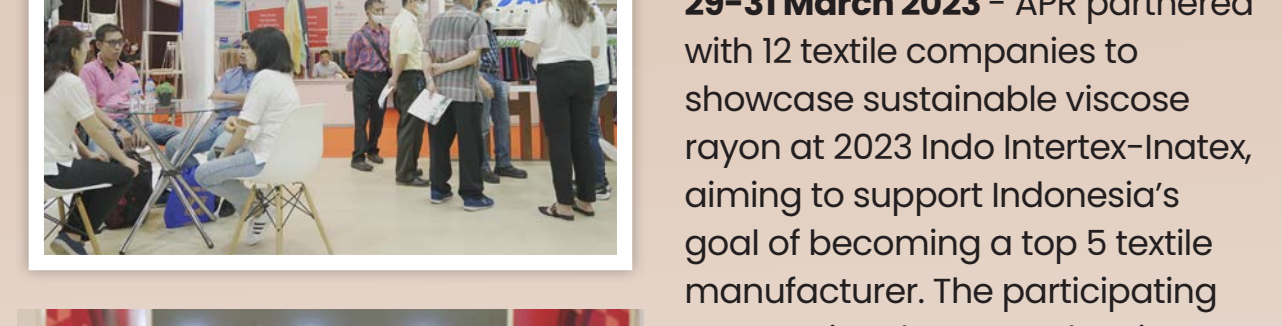 29-31 March 2023 - APR partnered
with 12 textile companies to
showcase sustainable viscose
rayon at 2023 Indo Intertex-Inatex,
aiming to support Indonesia’s
goal of becoming a top 5 textile
manufacturer. The participating